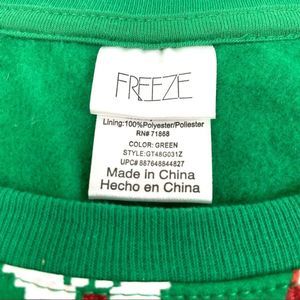 FREEZE
Lining:100%Polyester/Poliester
RN# 71868
COLOR: GREEN
STYLE:GT48G031Z
UPC# 887648844827
Made in China
Hecho en China